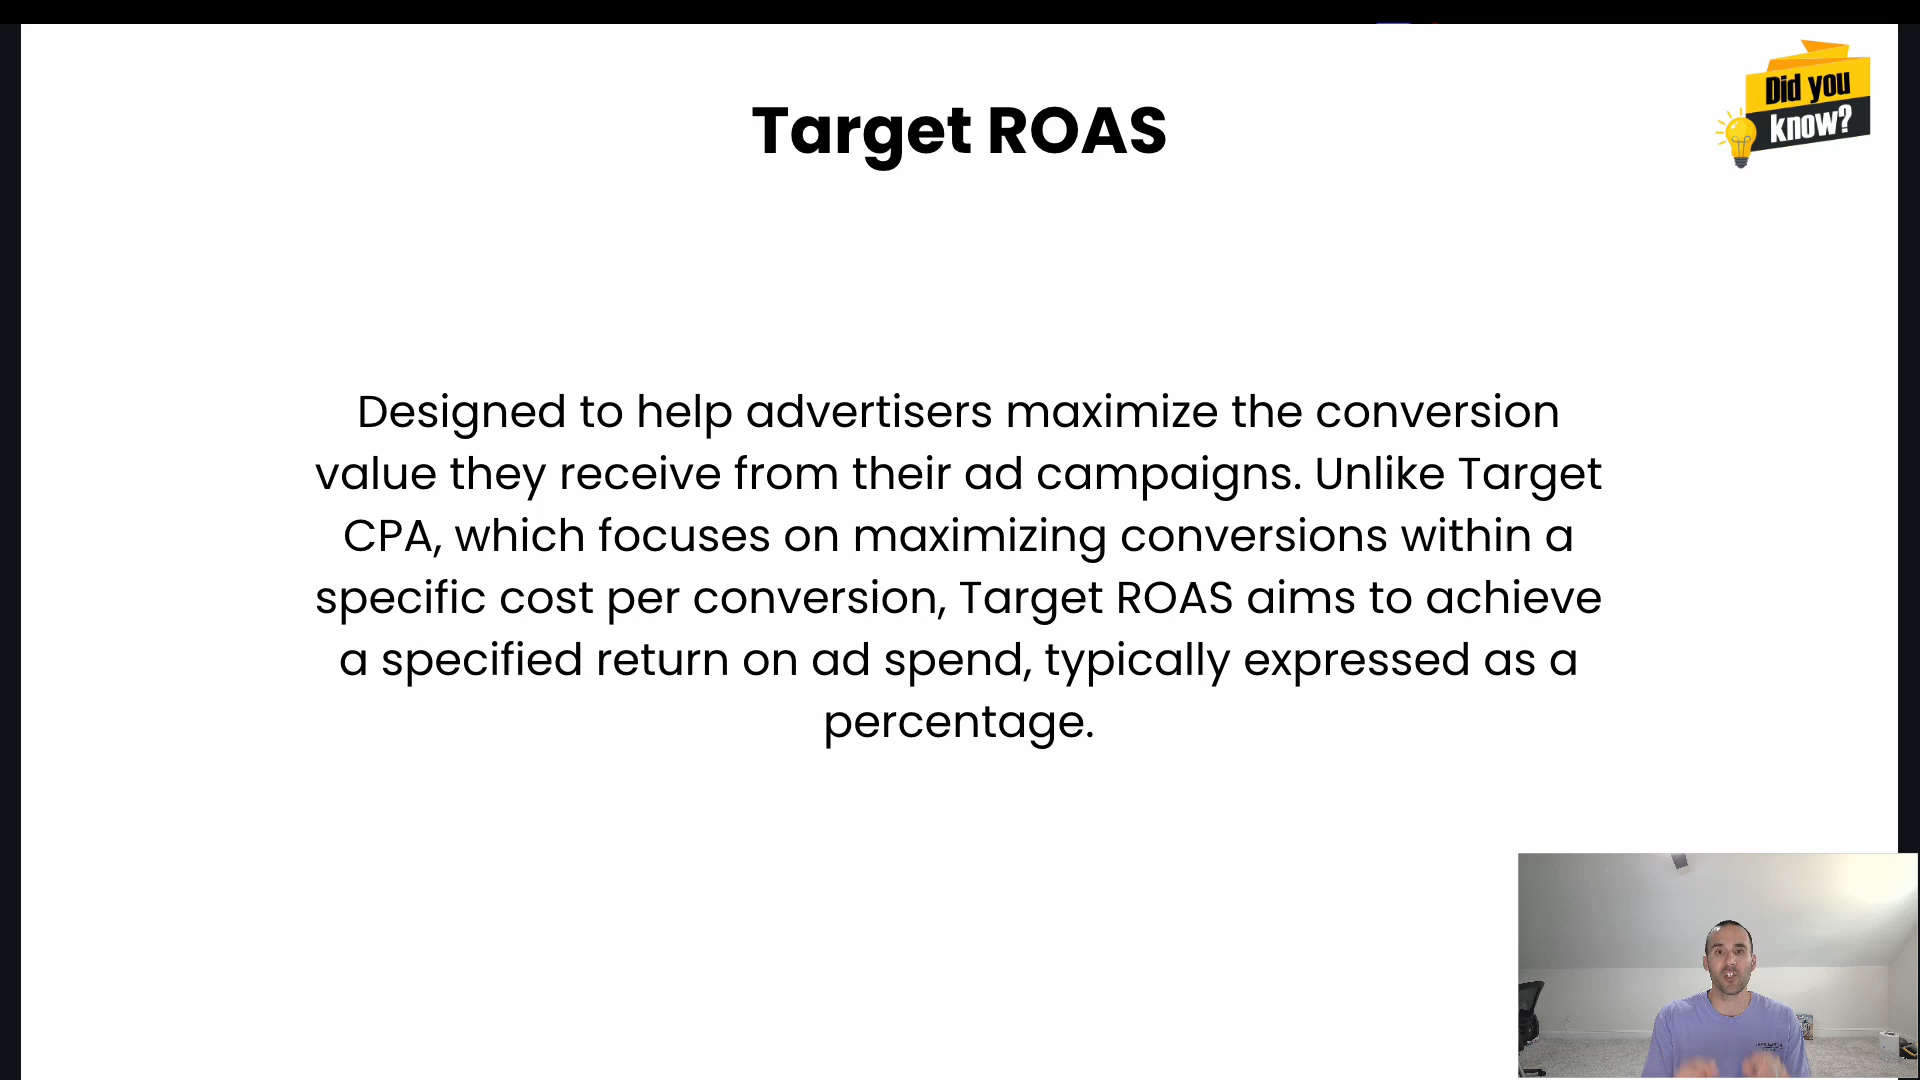 Target ROAS
Did you
know?
Designed to help advertisers maximize the conversion
value they receive from their ad campaigns. Unlike Target
CPA, which focuses on maximizing conversions within a
specific cost per conversion, Target ROAS aims to achieve
a specified return on ad spend, typically expressed as a
percentage.